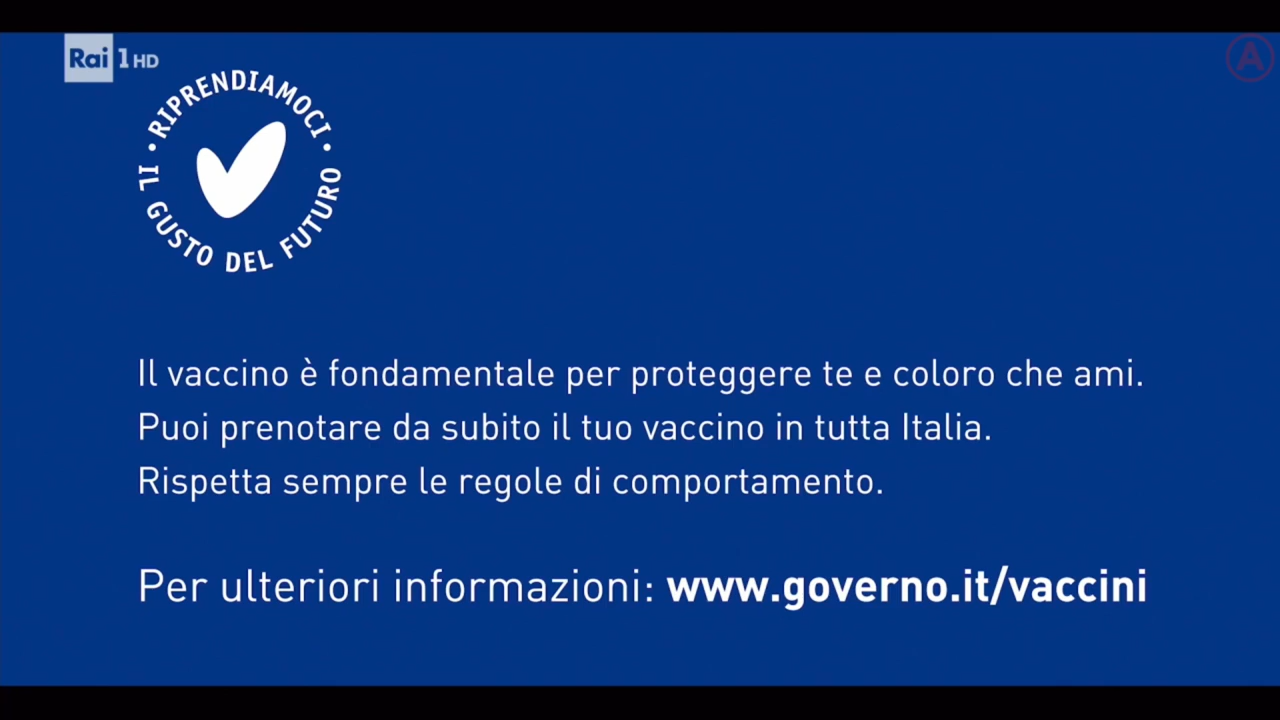 Rai 1 HD
A
RIPRENDIAMOCI
IL GUSTO DEL FUTURO
Il vaccino è fondamentale per proteggere te e coloro che ami.
Puoi prenotare da subito il tuo vaccino in tutta Italia.
Rispetta sempre le regole di comportamento.
Per ulteriori informazioni: www.governo.it/vaccini